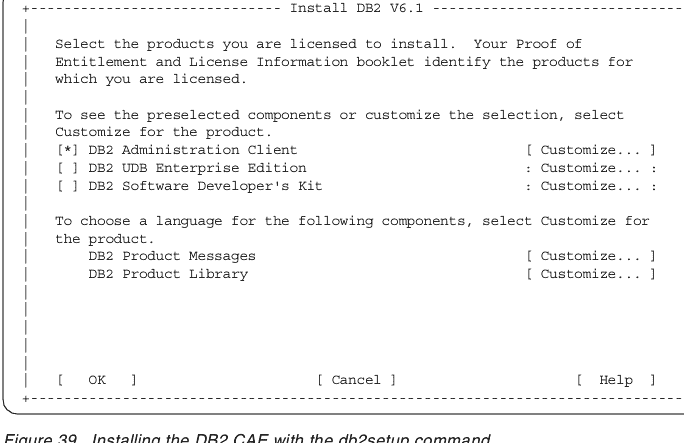 +------------------------------ Install DB2 V6.1 ------------------------------
Select the products you are licensed to install.  Your Proof of
Entitlement and License Information booklet identify the products for
which you are licensed.
To see the preselected components or customize the selection, select
Customize for the product.
[*] DB2 Administration Client [ Customize... ]
[ ] DB2 UDB Enterprise Edition : Customize... :
[ ] DB2 Software Developer's Kit : Customize... :
To choose a language for the following components, select Customize for
the product.
DB2 Product Messages [ Customize... ]
DB2 Product Library [ Customize... ]
[ OK ] [ Cancel ] [ Help ]
Figure 39. Installing the DB2 CAE with the db2setup command